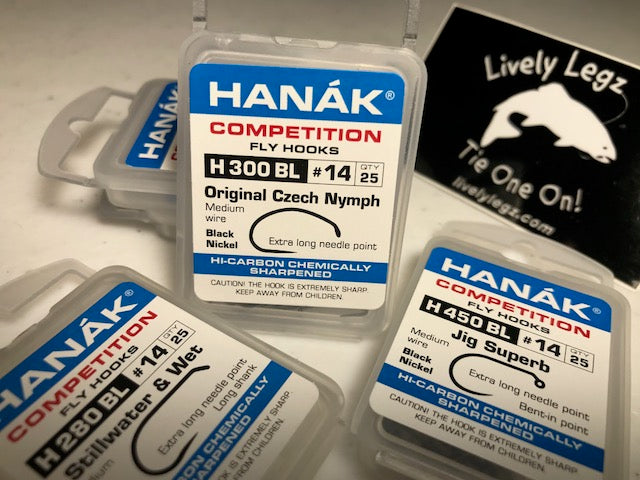 HANÁK®
COMPETITION
FLY HOOKS
H 300 BL #14 QTY 25
Original Czech Nymph
Medium
wire
Black
Nickel
Extra long needle point
HI-CARBON CHEMICALLY
SHARPENED
CAUTION! THE HOOK IS EXTREMELY SHARP.
KEEP AWAY FROM CHILDREN.
HANÁK
Lively Legz
Tie One On!
livelylegz.com
HANÁK®
COMPETITION
FLY HOOKS
H 280 BL #14 QTY 25
Stillwater & Wet
Extra long needle point
Long shank
CHEMICALLY
HANÁK®
COMPETITION
FLY HOOKS
H 450 BL #14 QTY 25
Jig Superb
Medium
wire
Black
Nickel
Extra long needle point
Bent-in point
HI-CARBON CHEMICALLY
SHARPENED
CAUTION! THE HOOK IS EXTREMELY SHARP.
KEEP AWAY FROM CHILDREN.